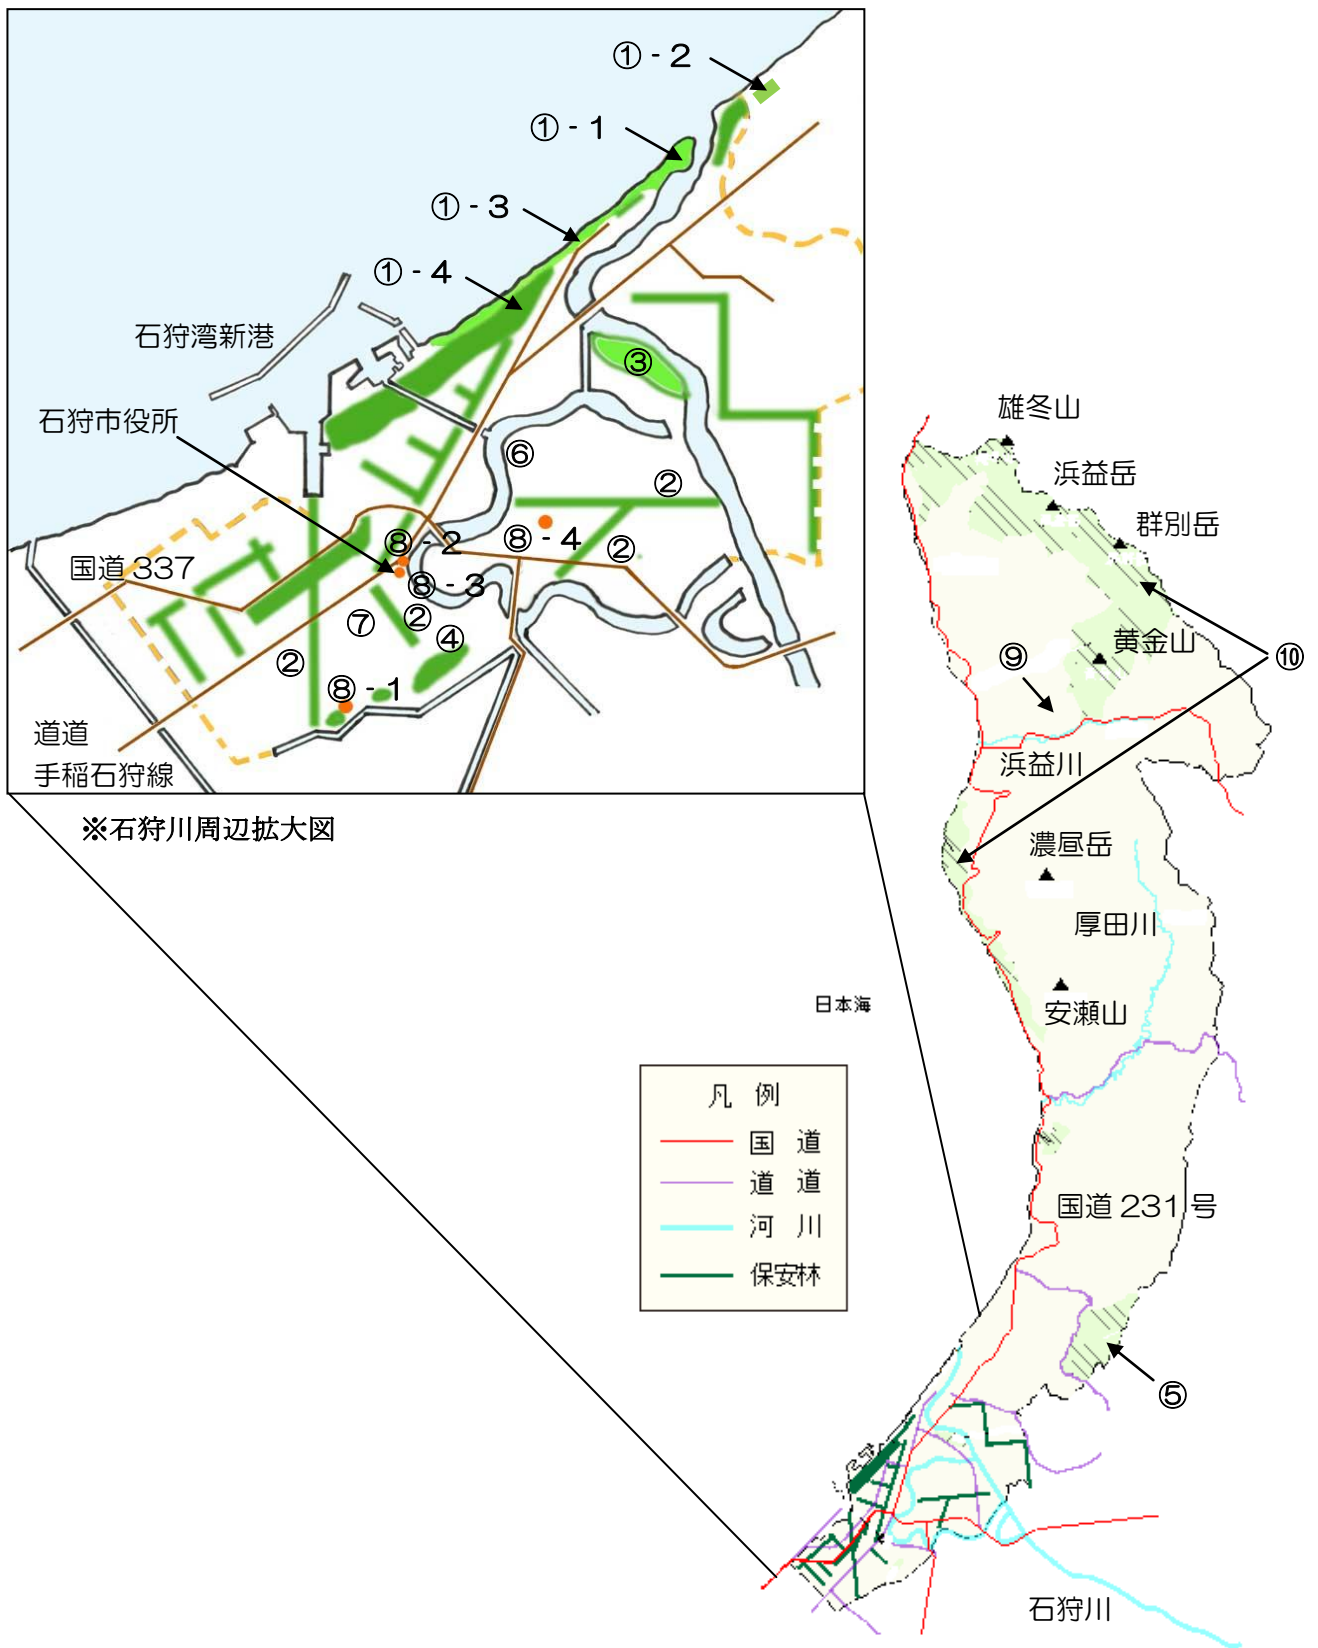 ①-2
①-1
①-3
①-4
石狩湾新港
③
石狩市役所
⑥
②
⑧-2
⑧-4
②
国道337
⑧-3
②
⑦
④
②
⑧-1
道道
手稲石狩線
※石狩川周辺拡大図
雄冬山
浜益岳
群別岳
黄金山
⑨
⑩
浜益川
濃昼岳
厚田川
日本海
安瀬山
凡例
国道
道道
河川
保安林
国道231号
⑤
石狩川